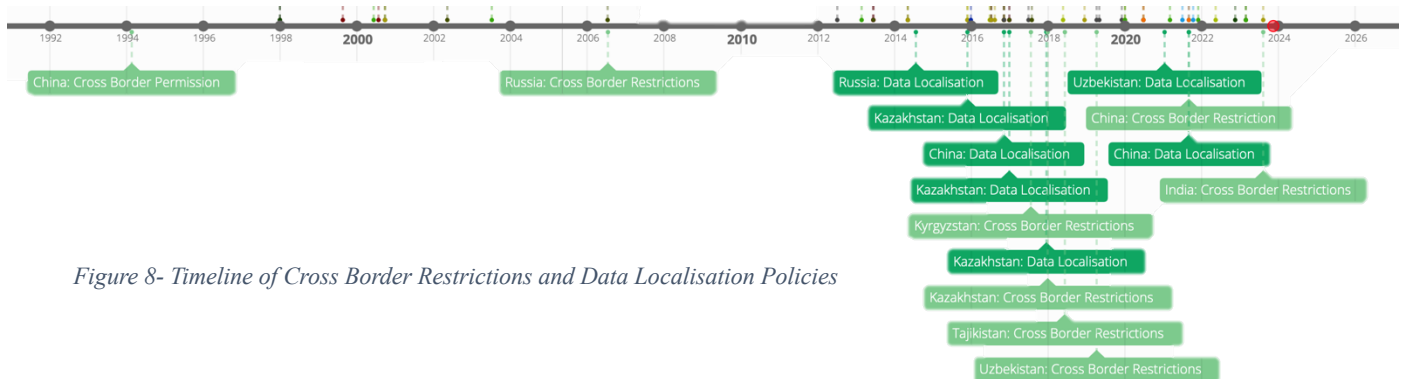 1992 1994 1996 1998 2000 2002 2004 2006 2008 2010 2012 2014 2016 2018 2020 2022 2024 2026
China: Cross Border Permission
Russia: Cross Border Restrictions
Russia: Data Localisation
Uzbekistan: Data Localisation
Kazakhstan: Data Localisation
China: Cross Border Restriction
China: Data Localisation
China: Data Localisation
Kazakhstan: Data Localisation
India: Cross Border Restrictions
Kyrgyzstan: Cross Border Restrictions
Kazakhstan: Data Localisation
Figure 8- Timeline of Cross Border Restrictions and Data Localisation Policies
Kazakhstan: Cross Border Restrictions
Tajikistan: Cross Border Restrictions
Uzbekistan: Cross Border Restrictions